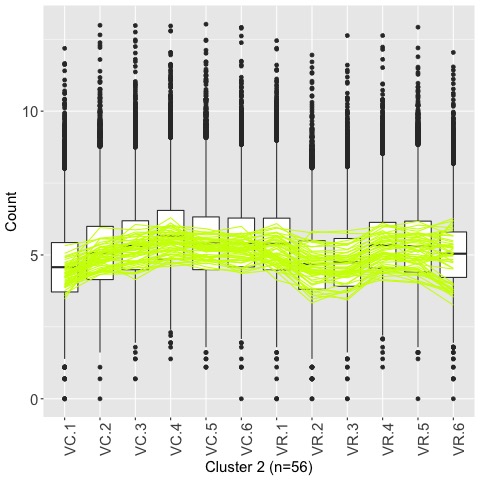 Count
10
5
0
VC.1
VC.2
VC.3
VC.4
VC.5
VC.6
VR.1
VR.2
VR.3
VR.4
VR.5
VR.6
Cluster 2 (n=56)